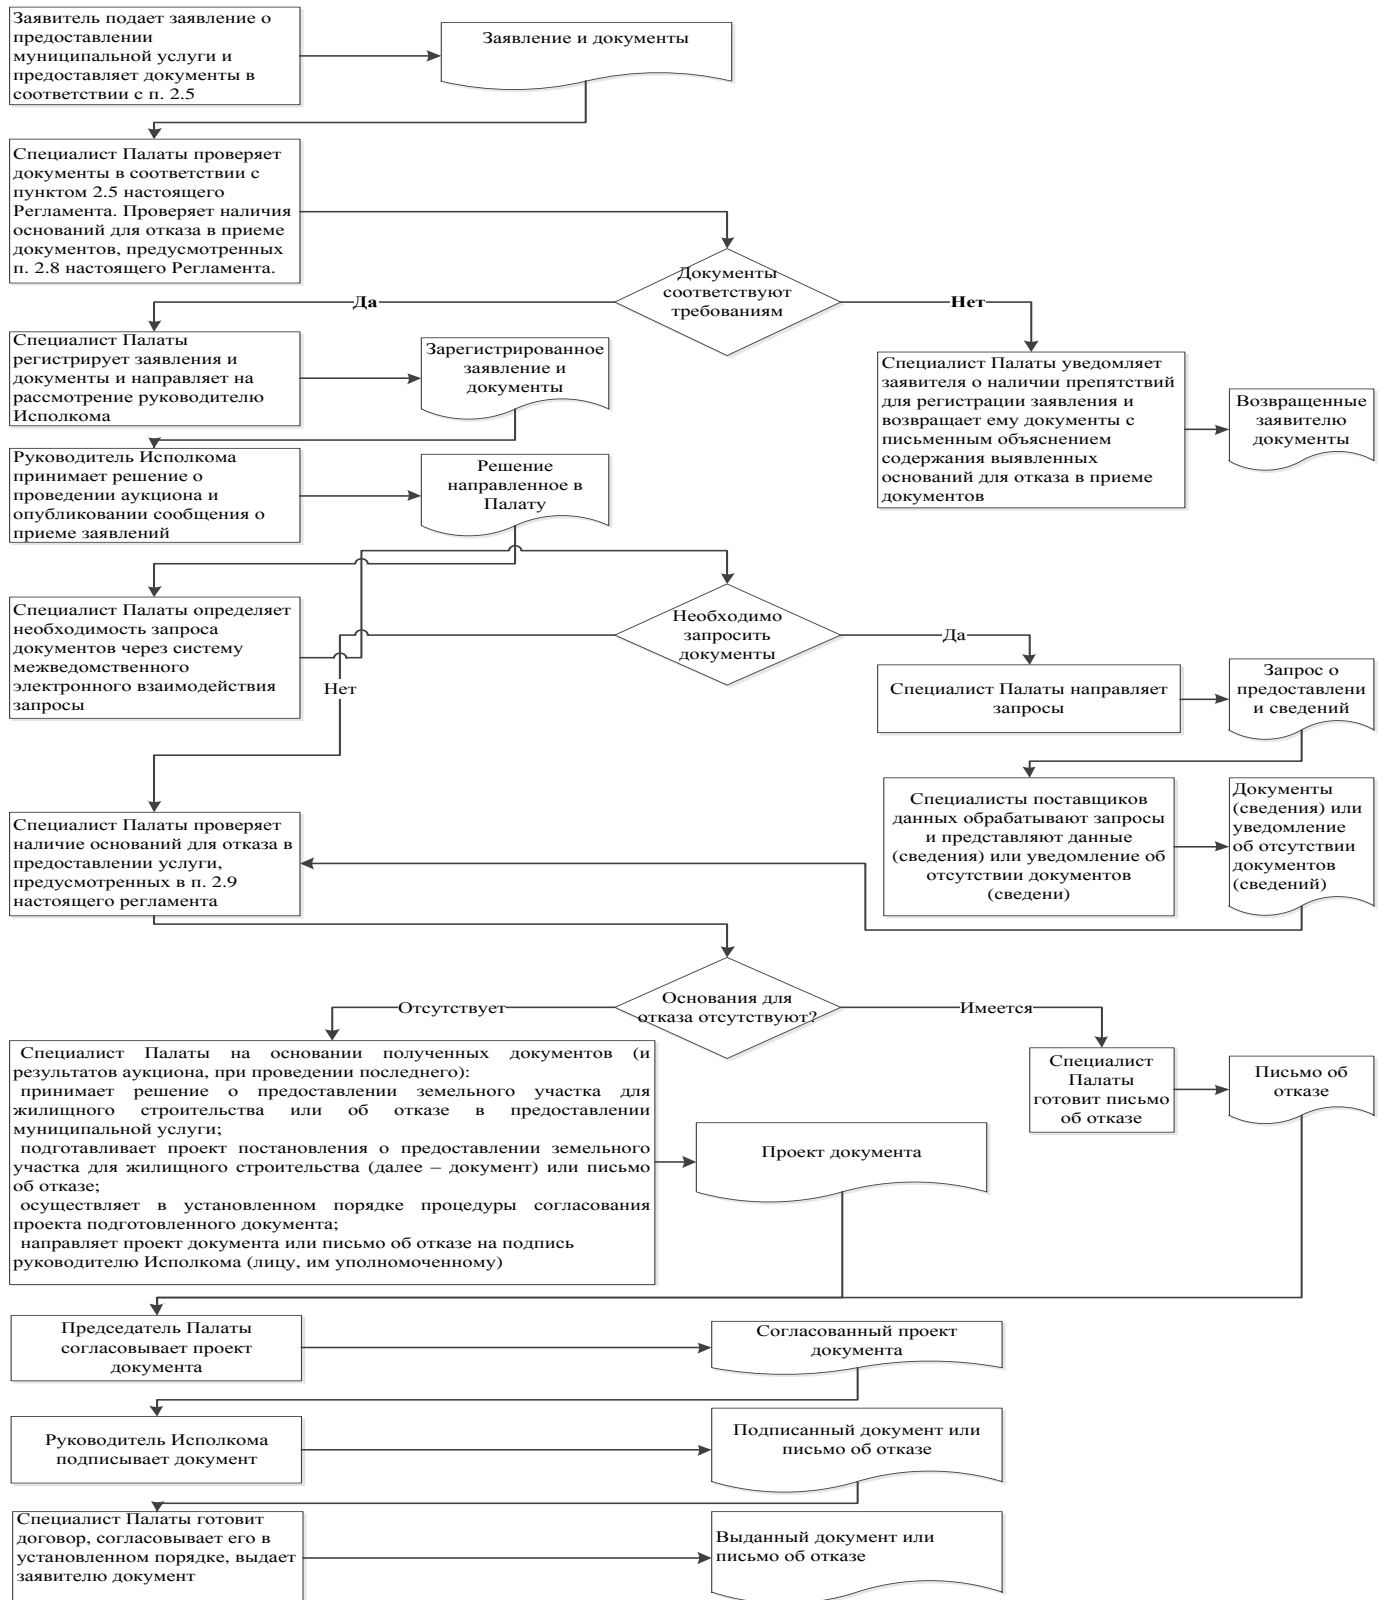 Заявитель подает заявление о
предоставлении
муниципальной услуги и
предоставляет документы в
соответствии с п. 2.5
Заявление и документы
Специалист Палаты проверяет
документы в соответствии с
пунктом 2.5 настоящего
Регламента. Проверяет наличия
оснований для отказа в приеме
документов, предусмотренных
п. 2.8 настоящего Регламента.
Документы
соответствуют
требованиям
Да
Нет
Специалист Палаты
регистрирует заявления и
документы и направляет на
рассмотрение руководителю
Исполкома
Зарегистрированное
заявление и
документы
Специалист Палаты уведомляет
заявителя о наличии препятствий
для регистрации заявления и
возвращает ему документы с
письменным объяснением
содержания выявленных
оснований для отказа в приеме
документов
Возвращенные
заявителю
документы
Руководитель Исполкома
принимает решение о
проведении аукциона и
опубликовании сообщения о
приеме заявлений
Решение
направленное в
Палату
Специалист Палаты определяет
необходимость запроса
документов через систему
межведомственного
электронного взаимодействия
запросы
Необходимо
запросить
документы
Да
Нет
Специалист Палаты направляет
запросы
Запрос о
предоставлени
и сведений
Специалисты поставщиков
данных обрабатывают запросы
и представляют данные
(сведения) или уведомление об
отсутствии документов
(сведени)
Документы
(сведения) или
уведомление
об отсутствии
документов
(сведений)
Специалист Палаты проверяет
наличие оснований для отказа в
предоставлении услуги,
предусмотренных в п. 2.9
настоящего регламента
Основания для
отказа отсутствуют?
Отсутствует
Имеется
Специалист Палаты на основании полученных документов (и
результатов аукциона, при проведении последнего):
принимает решение о предоставлении земельного участка для
жилищного строительства или об отказе в предоставлении
муниципальной услуги;
подготавливает проект постановления о предоставлении земельного
участка для жилищного строительства (далее – документ) или письмо
об отказе;
осуществляет в установленном порядке процедуры согласования
проекта подготовленного документа;
направляет проект документа или письмо об отказе на подпись
руководителю Исполкома (лицу, им уполномоченному)
Проект документа
Специалист
Палаты
готовит письмо
об отказе
Письмо об
отказе
Председатель Палаты
согласовывает проект
документа
Согласованный проект
документа
Руководитель Исполкома
подписывает документ
Подписанный документ или
письмо об отказе
Специалист Палаты готовит
договор, согласовывает его в
установленном порядке, выдает
заявителю документ
Выданный документ или
письмо об отказе